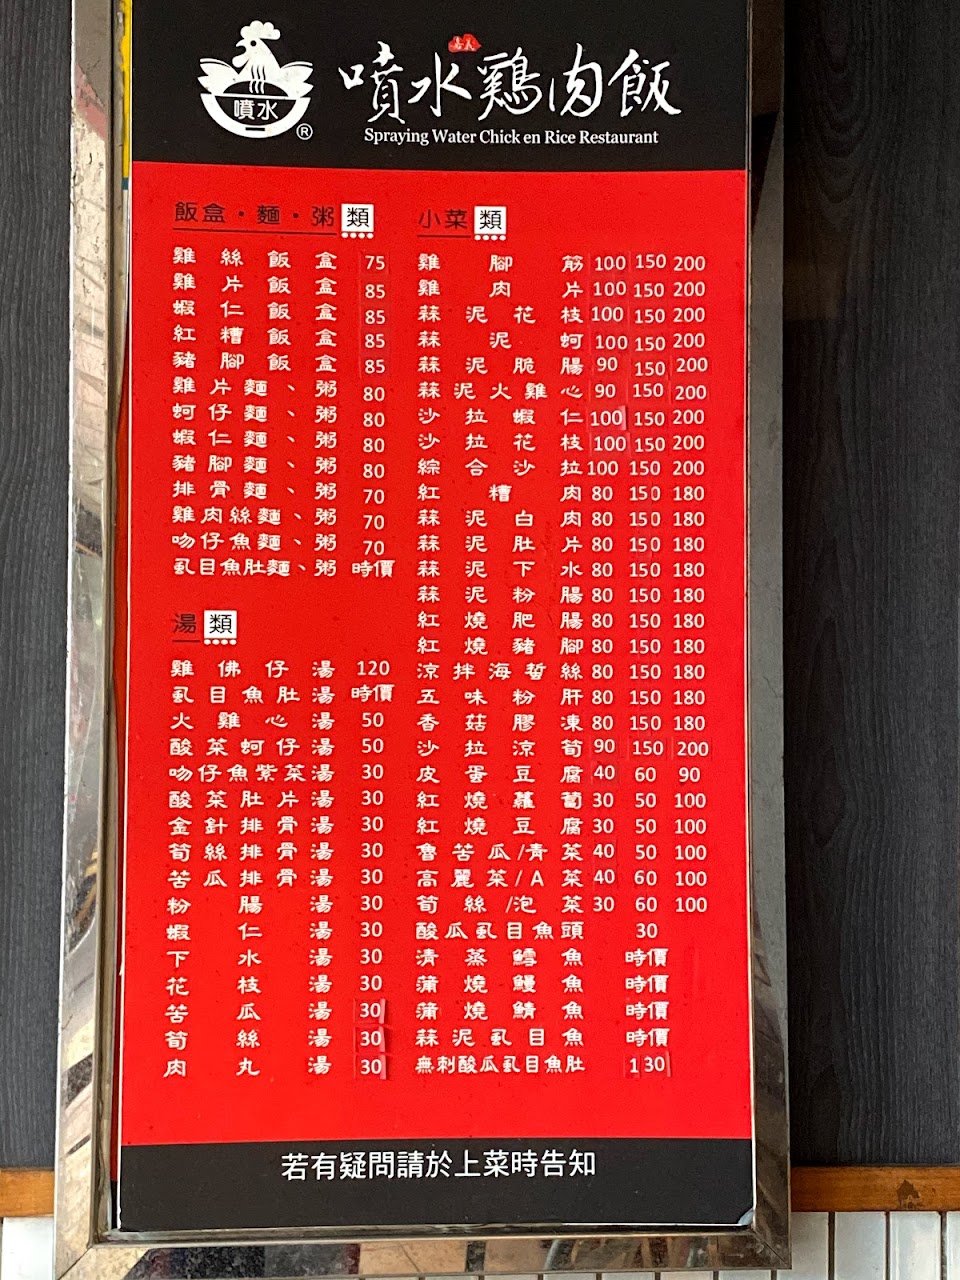 嘉義
噴水雞肉飯
噴水
®
Spraying Water Chick en Rice Restaurant
飯盒・麵・粥 類
雞絲飯盒 75
雞片飯盒 85
蝦仁飯盒 85
紅糟飯盒 85
豬腳飯盒 85
雞片麵、粥 80
蚵仔麵、粥 80
蝦仁麵、粥 80
豬腳麵、粥 80
排骨麵、粥 70
雞肉絲麵、粥 70
吻仔魚麵、粥 70
虱目魚肚麵、粥 時價
湯 類
雞佛仔湯 120
虱目魚肚湯 時價
火雞心湯 50
酸菜蚵仔湯 50
吻仔魚紫菜湯 30
酸菜肚片湯 30
金針排骨湯 30
筍絲排骨湯 30
苦瓜排骨湯 30
粉腸湯 30
蝦仁湯 30
下水湯 30
花枝湯 30
苦瓜湯 30
筍絲湯 30
肉丸湯 30
小菜 類
雞腳筋 100 150 200
雞肉片 100 150 200
蒜泥花枝 100 150 200
蒜泥蚵 100 150 200
蒜泥脆腸 90 150 200
蒜泥火雞心 90 150 200
沙拉蝦仁 100 150 200
沙拉花枝 100 150 200
綜合沙拉 100 150 200
紅糟肉 80 150 180
蒜泥白肉 80 150 180
蒜泥肚片 80 150 180
蒜泥下水 80 150 180
蒜泥粉腸 80 150 180
紅燒肥腸 80 150 180
紅燒豬腳 80 150 180
涼拌海蜇絲 80 150 180
五味粉肝 80 150 180
香菇膠凍 80 150 180
沙拉涼筍 90 150 200
皮蛋豆腐 40 60 90
紅燒蘿蔔 30 50 100
紅燒豆腐 30 50 100
魯苦瓜/青菜 40 50 100
高麗菜/A菜 40 60 100
筍絲/泡菜 30 60 100
酸瓜虱目魚頭 30
清蒸鱈魚 時價
蒲燒鰻魚 時價
蒲燒鯖魚 時價
蒜泥虱目魚 時價
無刺酸瓜虱目魚肚 130
若有疑問請於上菜時告知